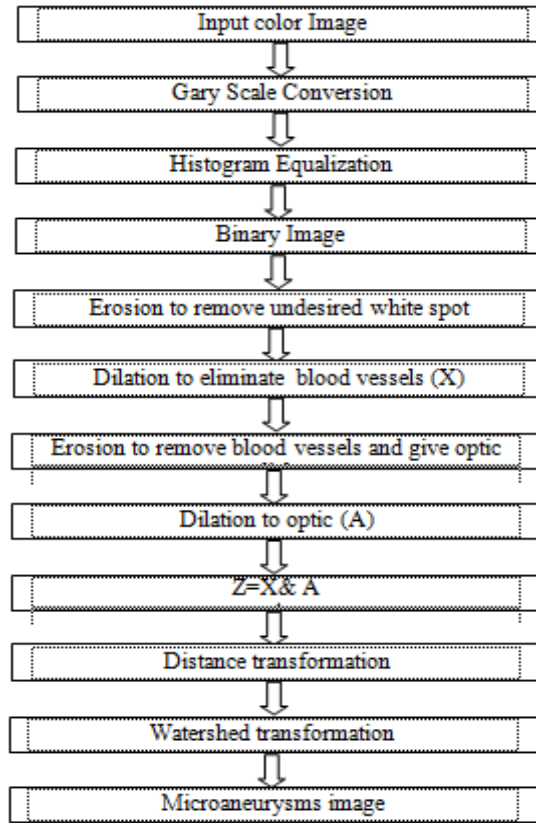 Input color Image
Gary Scale Conversion
Histogram Equalization
Binary Image
Erosion to remove undesired white spot
Dilation to eliminate blood vessels (X)
Erosion to remove blood vessels and give optic
Dilation to optic (A)
Z=X& A
Distance transformation
Watershed transformation
Microaneurysms image